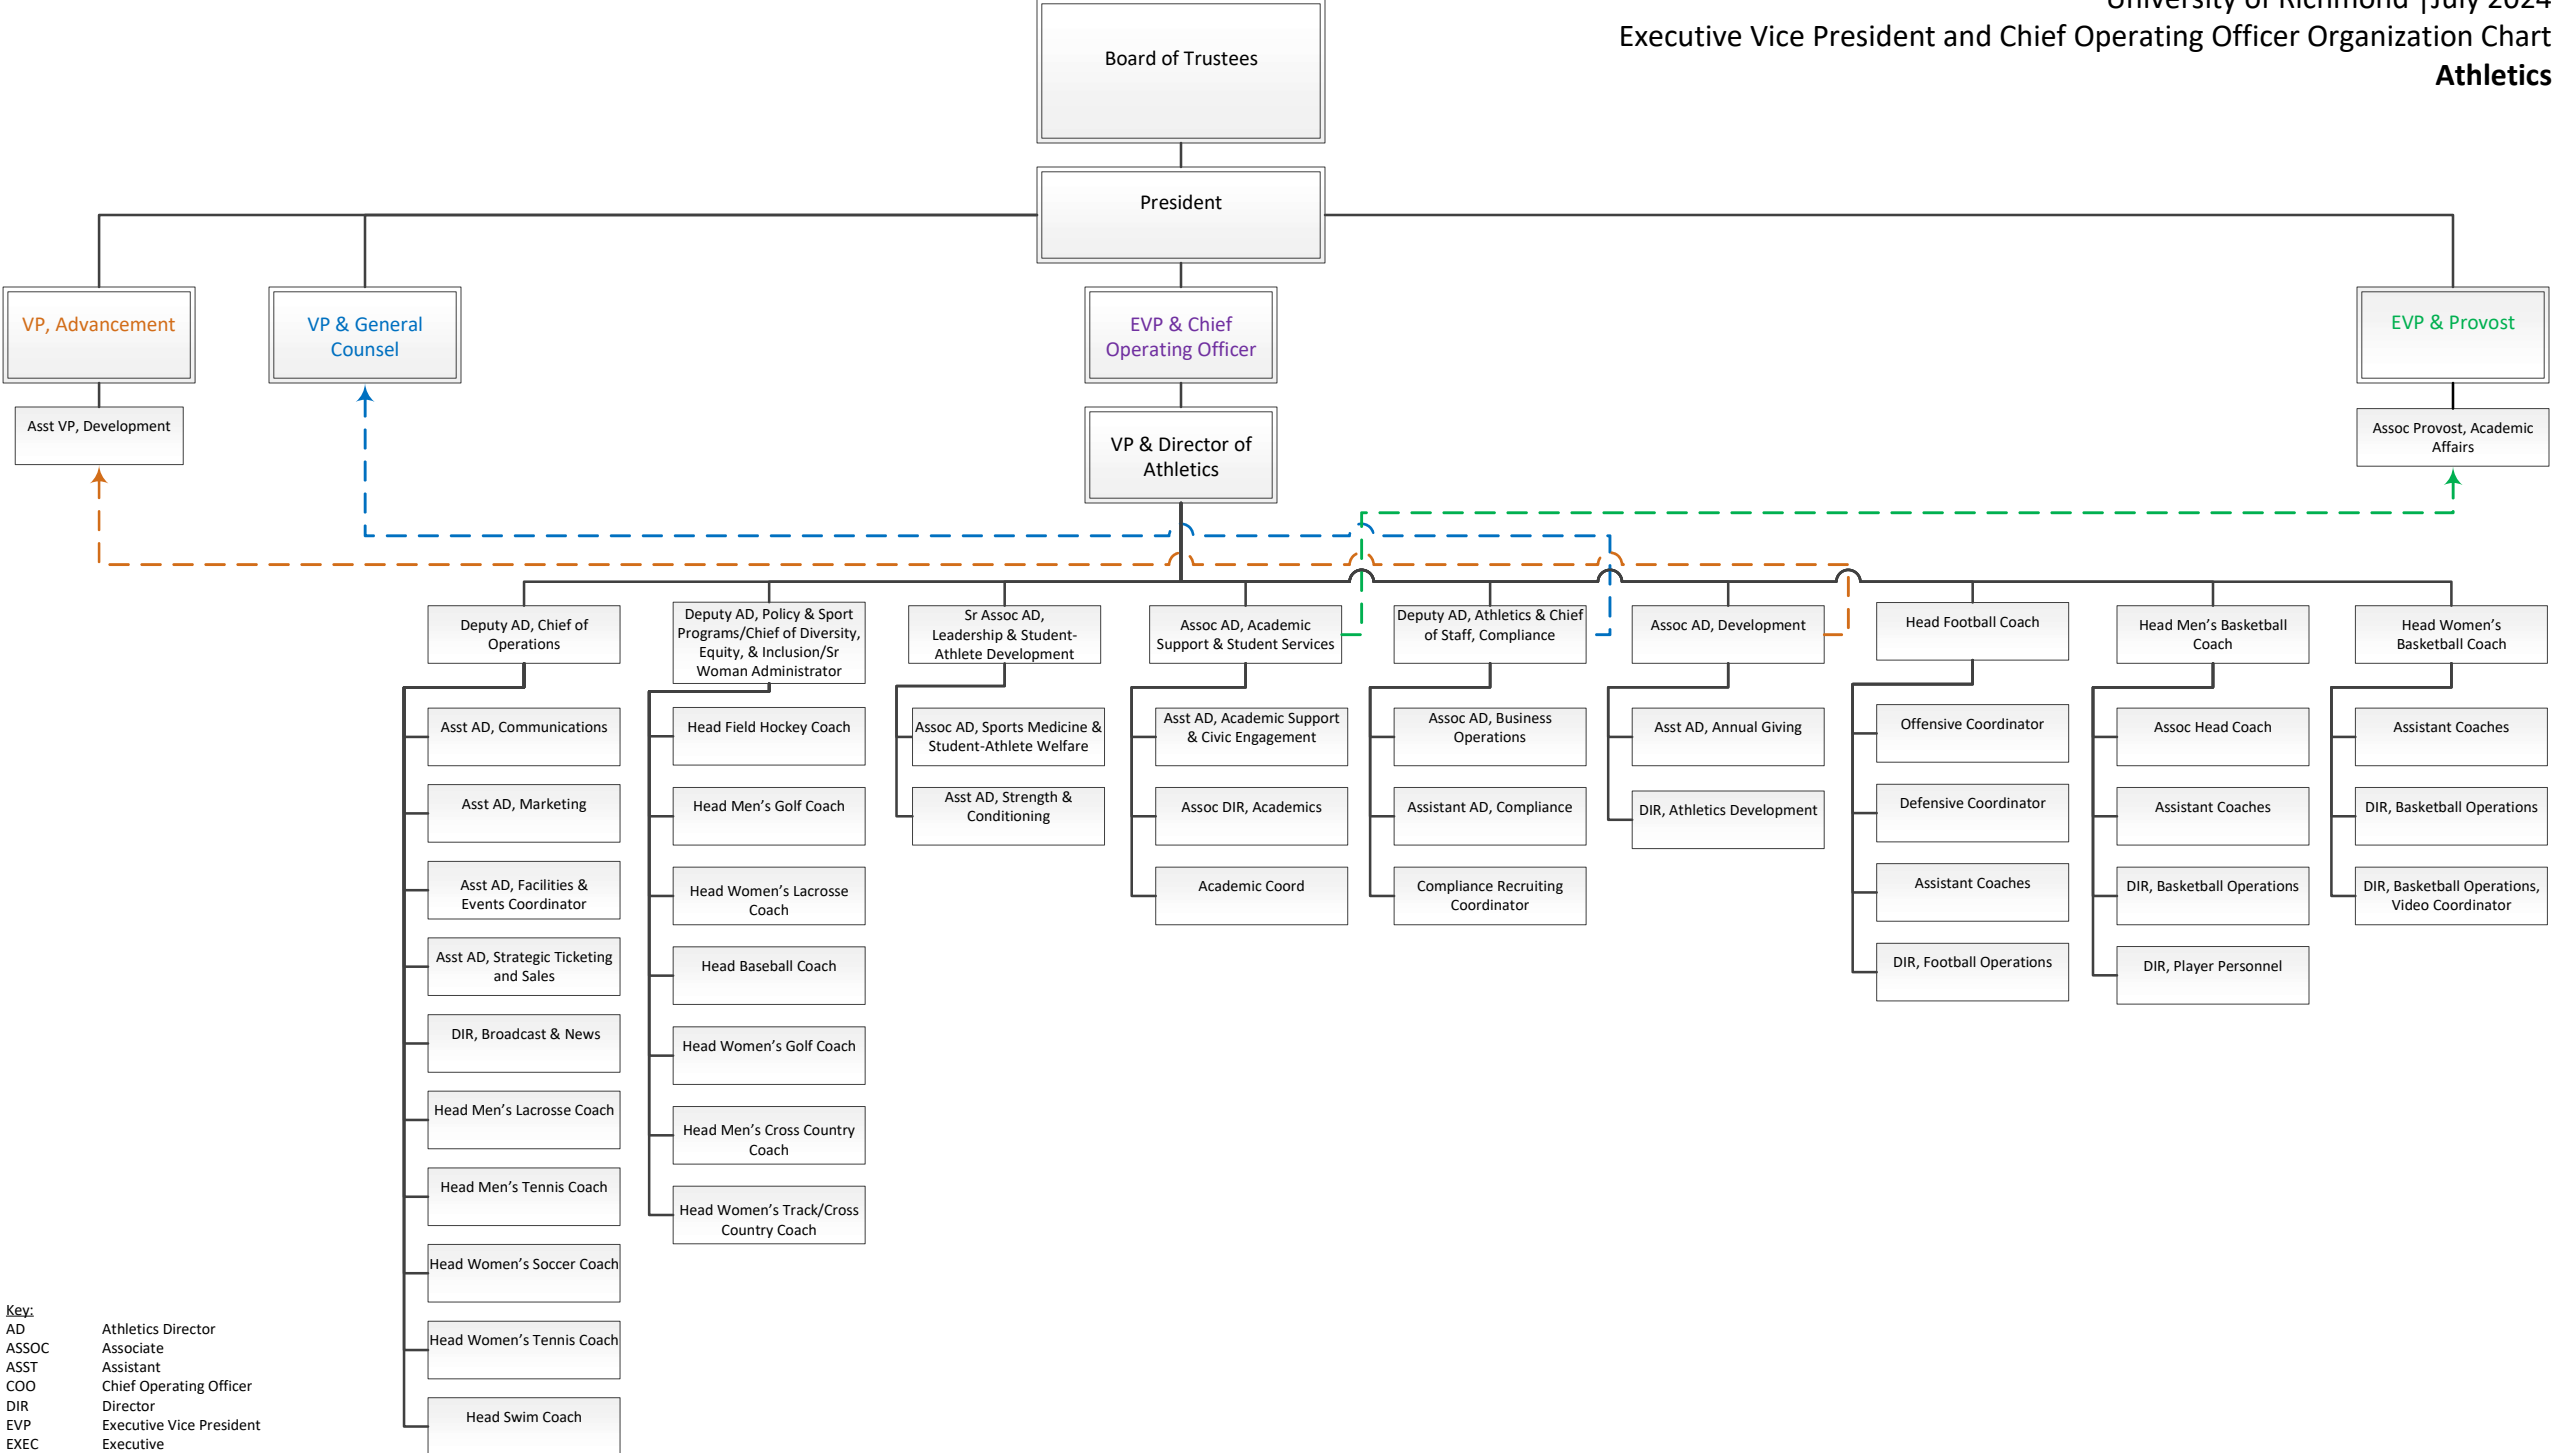 University of Richmond |July 2024
Executive Vice President and Chief Operating Officer Organization Chart
Athletics
Board of Trustees
President
VP, Advancement
VP & General
Counsel
EVP & Chief
Operating Officer
EVP & Provost
Asst VP, Development
VP & Director of
Athletics
Assoc Provost, Academic
Affairs
Deputy AD, Chief of
Operations
Asst AD, Communications
Asst AD, Marketing
Asst AD, Facilities &
Events Coordinator
Asst AD, Strategic Ticketing
and Sales
DIR, Broadcast & News
Head Men's Lacrosse Coach
Head Men's Tennis Coach
Head Women's Soccer Coach
Head Women's Tennis Coach
Head Swim Coach
Deputy AD, Policy & Sport
Programs/Chief of Diversity,
Equity, & Inclusion/Sr
Woman Administrator
Head Field Hockey Coach
Head Men's Golf Coach
Head Women's Lacrosse
Coach
Head Baseball Coach
Head Women's Golf Coach
Head Men's Cross Country
Coach
Head Women's Track/Cross
Country Coach
Sr Assoc AD,
Leadership & Student-
Athlete Development
Assoc AD, Sports Medicine &
Student-Athlete Welfare
Asst AD, Strength &
Conditioning
Assoc AD, Academic
Support & Student Services
Asst AD, Academic Support
& Civic Engagement
Assoc DIR, Academics
Academic Coord
Deputy AD, Athletics & Chief
of Staff, Compliance
Assoc AD, Business
Operations
Assistant AD, Compliance
Compliance Recruiting
Coordinator
Assoc AD, Development
Asst AD, Annual Giving
DIR, Athletics Development
Head Football Coach
Offensive Coordinator
Defensive Coordinator
Assistant Coaches
DIR, Football Operations
Head Men's Basketball
Coach
Assoc Head Coach
Assistant Coaches
DIR, Basketball Operations
DIR, Player Personnel
Head Women's
Basketball Coach
Assistant Coaches
DIR, Basketball Operations
DIR, Basketball Operations,
Video Coordinator
Key:
AD Athletics Director
ASSOC Associate
ASST Assistant
COO Chief Operating Officer
DIR Director
EVP Executive Vice President
EXEC Executive